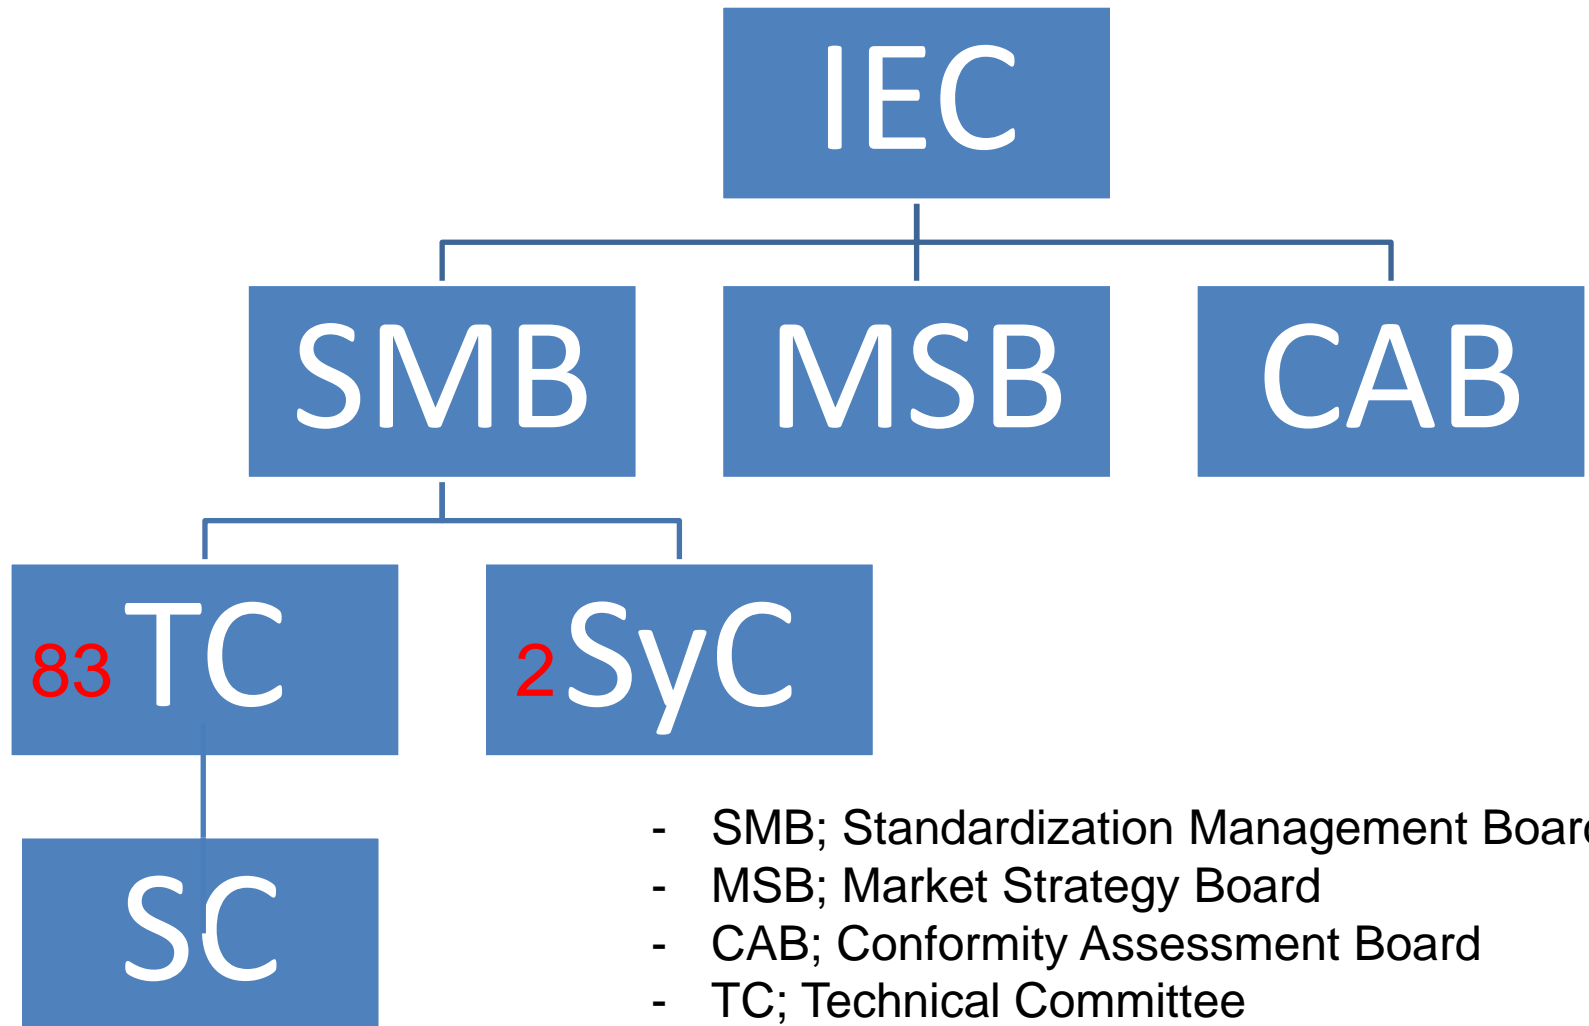 IEC
SMB MSB CAB
83 TC 2 SyC
SC
- SMB; Standardization Management Boar
- MSB; Market Strategy Board
- CAB; Conformity Assessment Board
- TC; Technical Committee